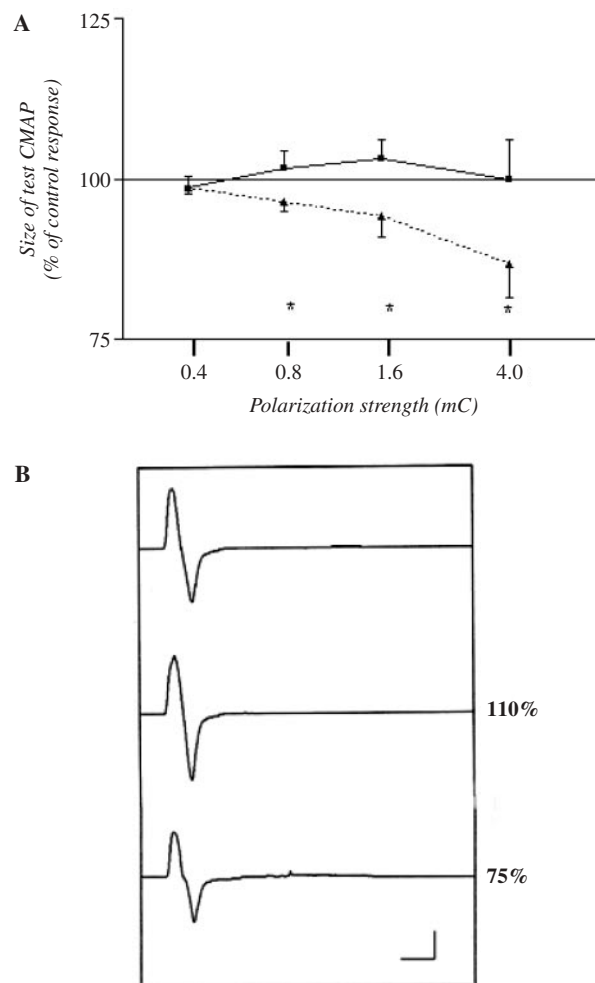 A
Size of test CMAP
(% of control response)
125
100
75
* * *
0.4 0.8 1.6 4.0
Polarization strength (mC)
B
110%
75%